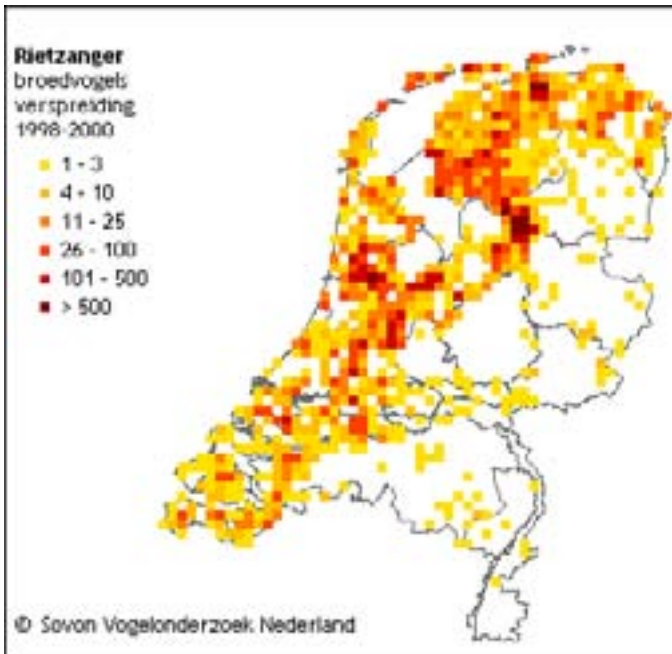 Rietzanger
broedvogels
verspreiding
1998-2000
1 - 3
4 - 10
11 - 25
26 - 100
101 - 500
> 500
© Sovon Vogelonderzoek Nederland